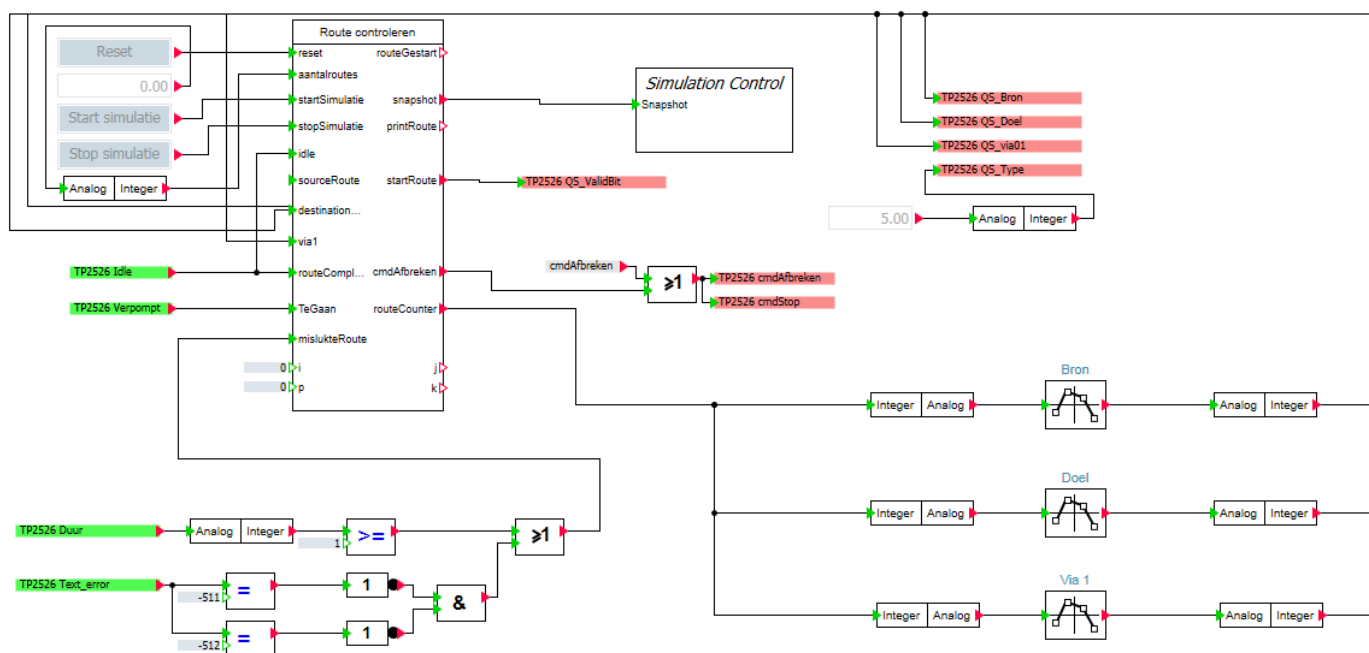 Route controleren
Reset
reset
routeGestart
0.00
aantalroutes
Start simulatie
startSimulatie
snapshot
Simulation Control
Snapshot
Stop simulatie
stopSimulatie
printRoute
idle
Analog Integer
sourceRoute
startRoute
TP2526 QS_ValidBit
destination...
via1
TP2526 Idle
routeCompl...
cmdAfbreken
TP2526 Verpompt
TeGaan
routeCounter
mislukteRoute
0 i
j
0 p
k
TP2526 QS_Bron
TP2526 QS_Doel
TP2526 QS_via01
TP2526 QS_Type
5.00
Analog Integer
cmdAfbreken
≥1
TP2526 cmdAfbreken
TP2526 cmdStop
Bron
Integer Analog
Analog Integer
Doel
Integer Analog
Analog Integer
Via 1
Integer Analog
Analog Integer
TP2526 Duur
Analog Integer
1
>=
≥1
TP2526 Text_error
-511
=
1
&
-512
=
1